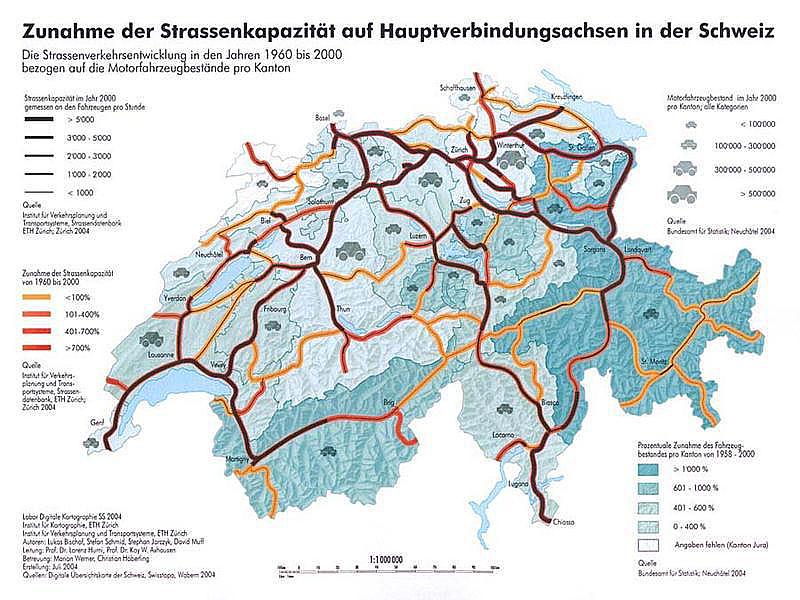 Zunahme der Strassenkapazität auf Hauptverbindungsachsen in der Schweiz
Die Strassenverkehrsentwicklung in den Jahren 1960 bis 2000
bezogen auf die Motorfahrzeugbestände pro Kanton
Strassenkapazität im Jahr 2000
gemessen an den Fahrzeugen pro Stunde
> 5'000
3'000 - 5'000
2'000 - 3'000
1'000 - 2'000
< 1000
Quelle
Institut für Verkehrsplanung und
Transportsysteme, Strassendatenbank
ETH Zürich; Zürich 2004
Zunahme der Strassenkapazität
von 1960 bis 2000
<100%
101-400%
401-700%
>700%
Quelle
Institut für Verkehrs-
planung und Trans-
portsysteme, Strassen-
datenbank, ETH Zürich;
Zürich 2004
Motorfahrzeugbestand im Jahr 2000
pro Kanton; alle Kategorien
< 100'000
100'000 - 300'000
300'000 - 500'000
> 500'000
Quelle
Bundesamt für Statistik; Neuchâtel 2004
Schaffhausen
Kreuzlingen
Basel
Winterthur
Zürich
St. Gallen
Zug
Solothurn
Biel
Luzern
Neuchâtel
Bern
Sargans
Landquart
Yverdon
Fribourg
Thun
Lausanne
Vevey
St. Moritz
Brig
Biasca
Genf
Locarno
Martigny
Lugano
Chiasso
Prozentuale Zunahme des Fahrzeug-
bestandes pro Kanton von 1958 - 2000
> 1'000 %
601 - 1000 %
401 - 600 %
0 - 400 %
Angaben fehlen (Kanton Jura)
Quelle
Bundesamt für Statistik; Neuchâtel 2004
Labor Digitale Kartographie SS 2004
Institut für Kartographie, ETH Zürich
Institut für Verkehrsplanung und Transportsysteme, ETH Zürich
Autoren: Lukas Bischof, Stefan Schmid, Stephan Jarzyk, David Muff
Leitung: Prof. Dr. Lorenz Hurni, Prof. Dr. Kay W. Axhausen
Betreuung: Marion Werner, Christian Häberling
Erstellung: Juli 2004
Quellen: Digitale Übersichtskarte der Schweiz, Swisstopo, Wabern 2004
1:1 000 000